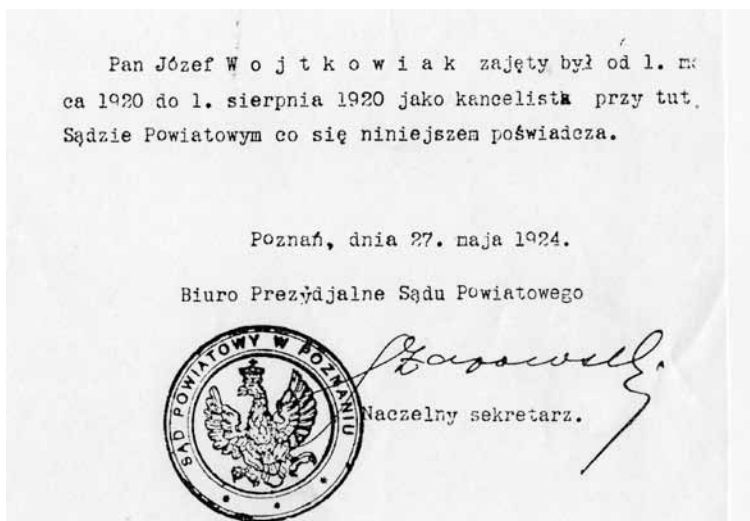 Pan Józef W o j t k o w i a k zajęty był od 1.
ca 1920 do 1. sierpnia 1920 jako kancelista przy tut.
Sądzie Powiatowym co się niniejszem poświadcza.
Poznań, dnia 27. maja 1924.
Biuro Prezydjalne Sądu Powiatowego
Naczelny sekretarz.
SĄD POWIATOWY W POZNANIU